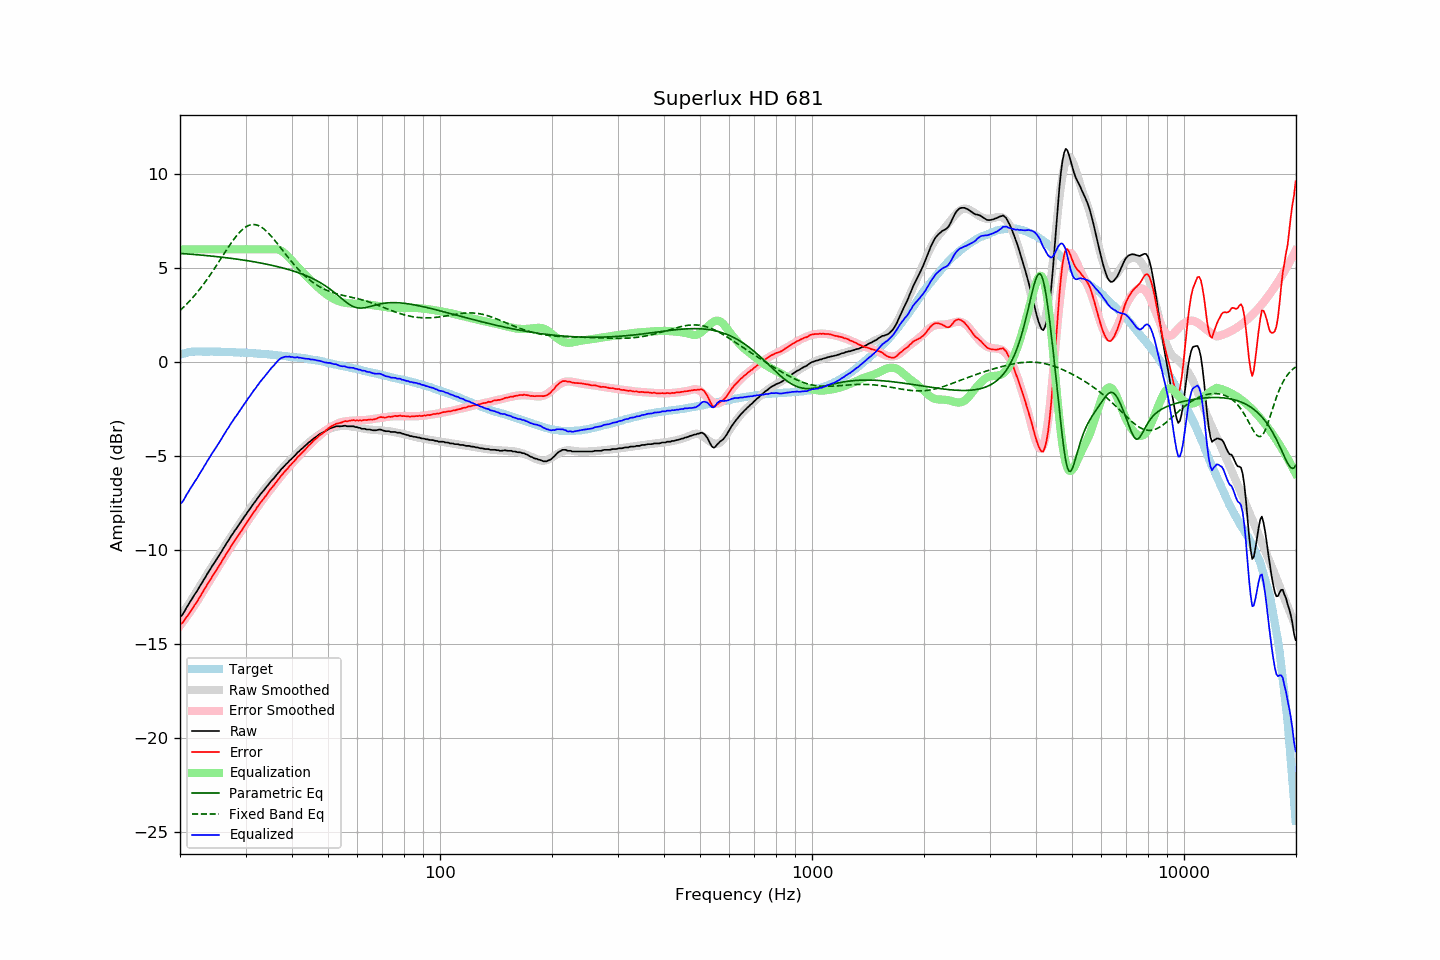 Superlux HD 681
Amplitude (dBr)
10
5
0
−5
−10
−15
−20
−25
Target
Raw Smoothed
Error Smoothed
Raw
Error
Equalization
Parametric Eq
Fixed Band Eq
Equalized
100
1000
10000
Frequency (Hz)